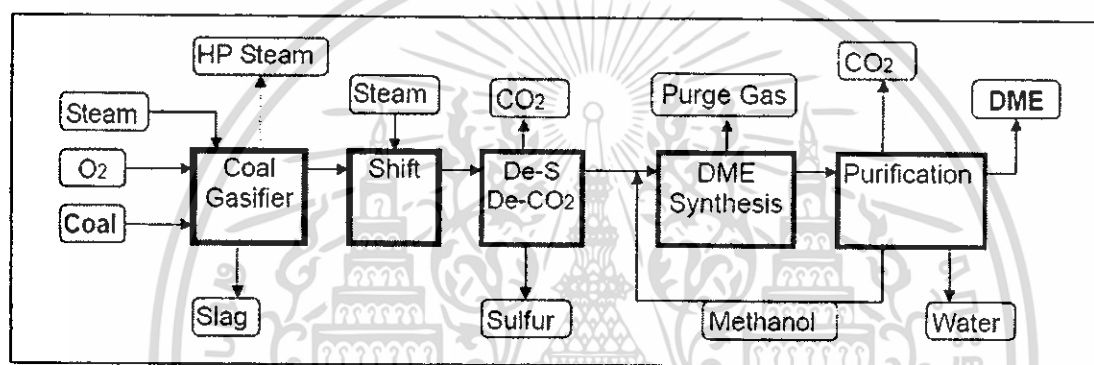 HP Steam
Steam
O2
Coal
Coal
Gasifier
Slag
Steam
Shift
CO2
De-S
De-CO2
Sulfur
Purge Gas
DME
Synthesis
CO2
DME
Purification
Methanol
Water